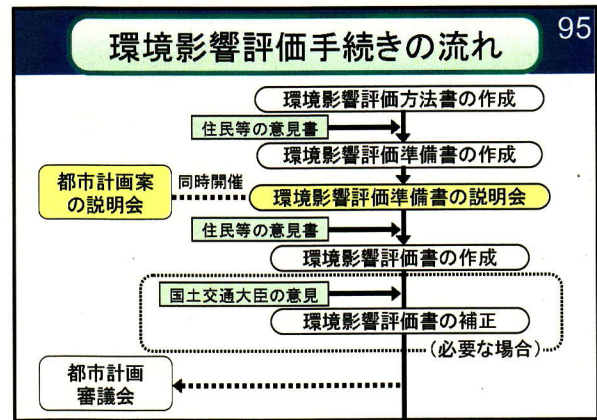 95
環境影響評価手続きの流れ
環境影響評価方法書の作成
住民等の意見書
環境影響評価準備書の作成
都市計画案
の説明会
同時開催
環境影響評価準備書の説明会
住民等の意見書
環境影響評価書の作成
国土交通大臣の意見
環境影響評価書の補正
(必要な場合)
都市計画
審議会